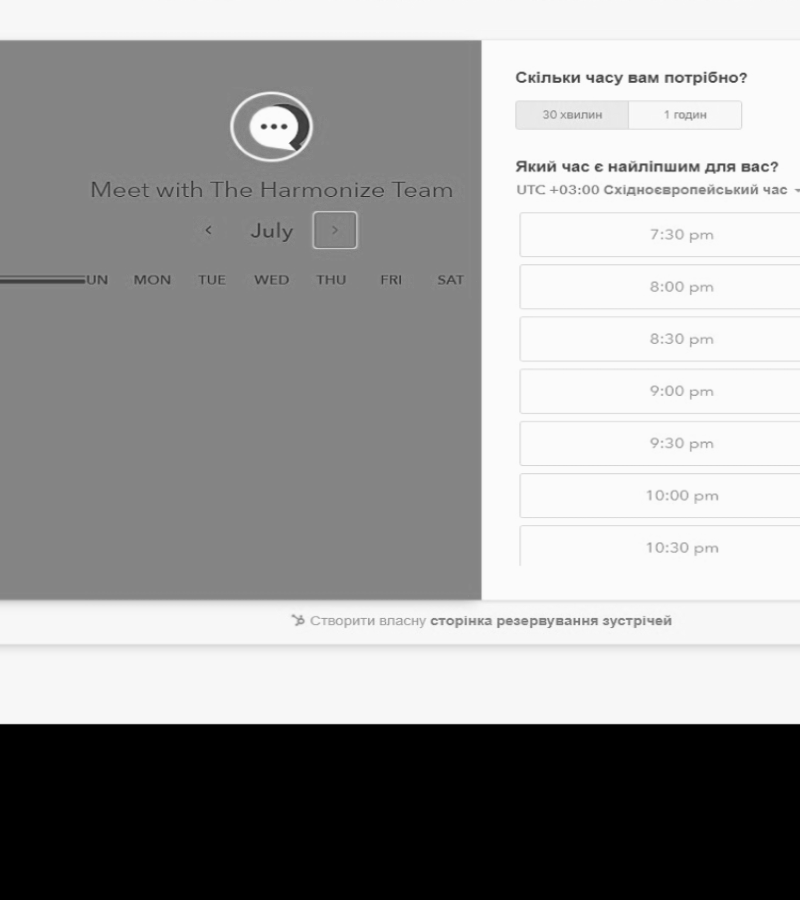 Meet with The Harmonize Team
July
UN MON TUE WED THU FRI SAT
Скільки часу вам потрібно?
30 хвилин 1 годин
Який час є найліпшим для вас?
UTC +03:00 Східноєвропейський час
7:30 pm
8:00 pm
8:30 pm
9:00 pm
9:30 pm
10:00 pm
10:30 pm
Створити власну сторінка резервування зустрічей